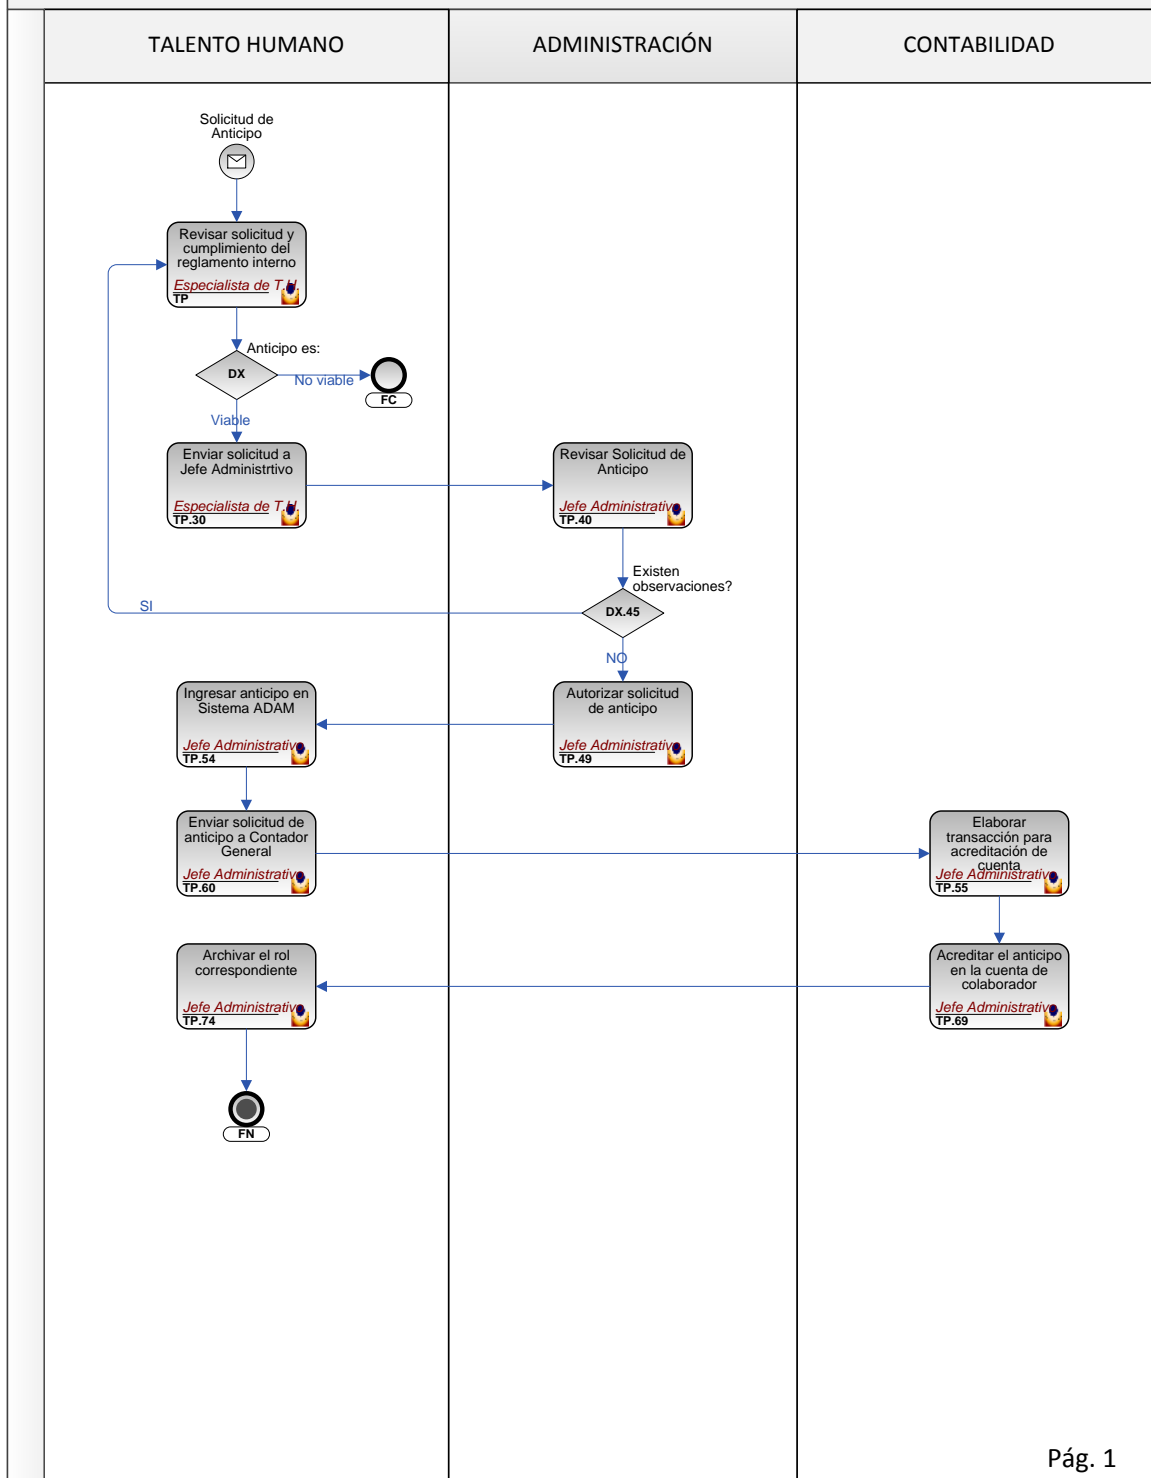 TALENTO HUMANO
ADMINISTRACIÓN
CONTABILIDAD
Solicitud de
Anticipo
Revisar solicitud y
cumplimiento del
reglamento interno
Especialista de T.H.
TP
Anticipo es:
DX
No viable
FC
Viable
Enviar solicitud a
Jefe Administrtivo
Especialista de T.H.
TP.30
Revisar Solicitud de
Anticipo
Jefe Administrativo
TP.40
Existen
observaciones?
DX.45
SI
NO
Autorizar solicitud
de anticipo
Jefe Administrativo
TP.49
Ingresar anticipo en
Sistema ADAM
Jefe Administrativo
TP.54
Enviar solicitud de
anticipo a Contador
General
Jefe Administrativo
TP.60
Elaborar
transacción para
acreditación de
cuenta
Jefe Administrativo
TP.55
Acreditar el anticipo
en la cuenta de
colaborador
Jefe Administrativo
TP.69
Archivar el rol
correspondiente
Jefe Administrativo
TP.74
FN
Pág. 1